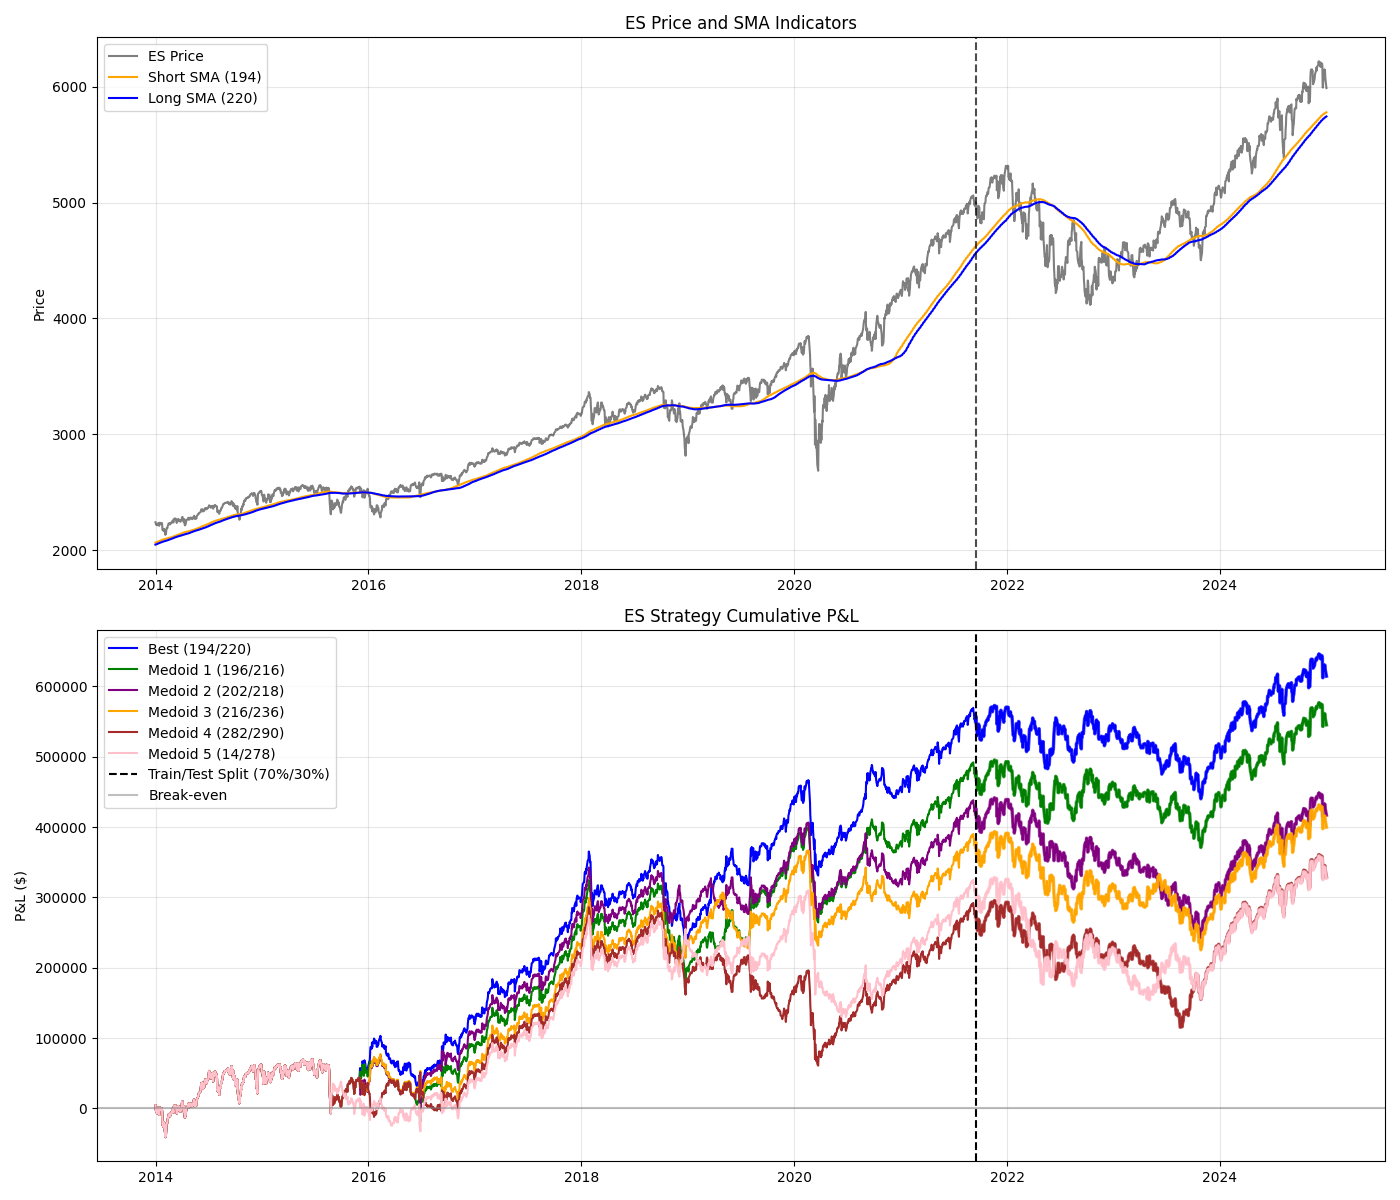 ES Price and SMA Indicators
ES Price
Short SMA (194)
Long SMA (220)
Price
6000
5000
4000
3000
2000
2014 2016 2018 2020 2022 2024
ES Strategy Cumulative P&L
Best (194/220)
Medoid 1 (196/216)
Medoid 2 (202/218)
Medoid 3 (216/236)
Medoid 4 (282/290)
Medoid 5 (14/278)
Train/Test Split (70%/30%)
Break-even
P&L ($)
600000
500000
400000
300000
200000
100000
0
2014 2016 2018 2020 2022 2024